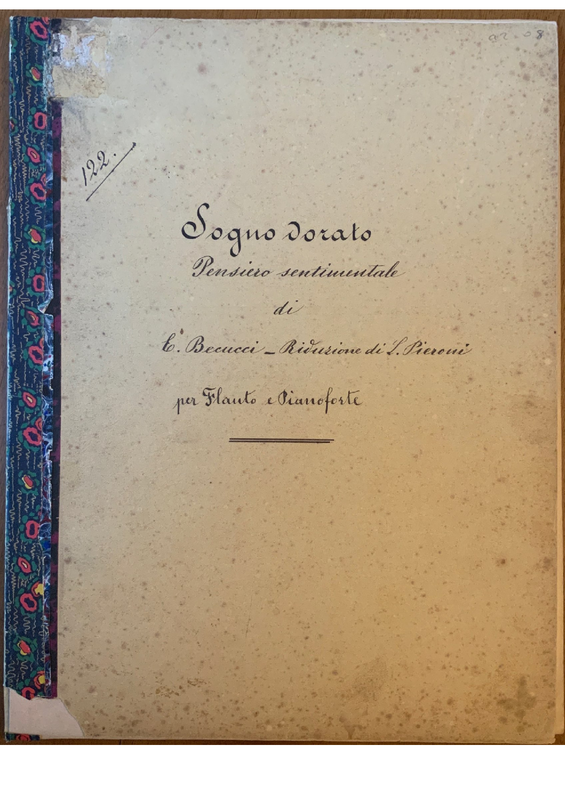 122.
Sogno dorato
Pensiero sentimentale
di
E. Becucci - Riduzione di L. Pieroni
per Flauto e Pianoforte